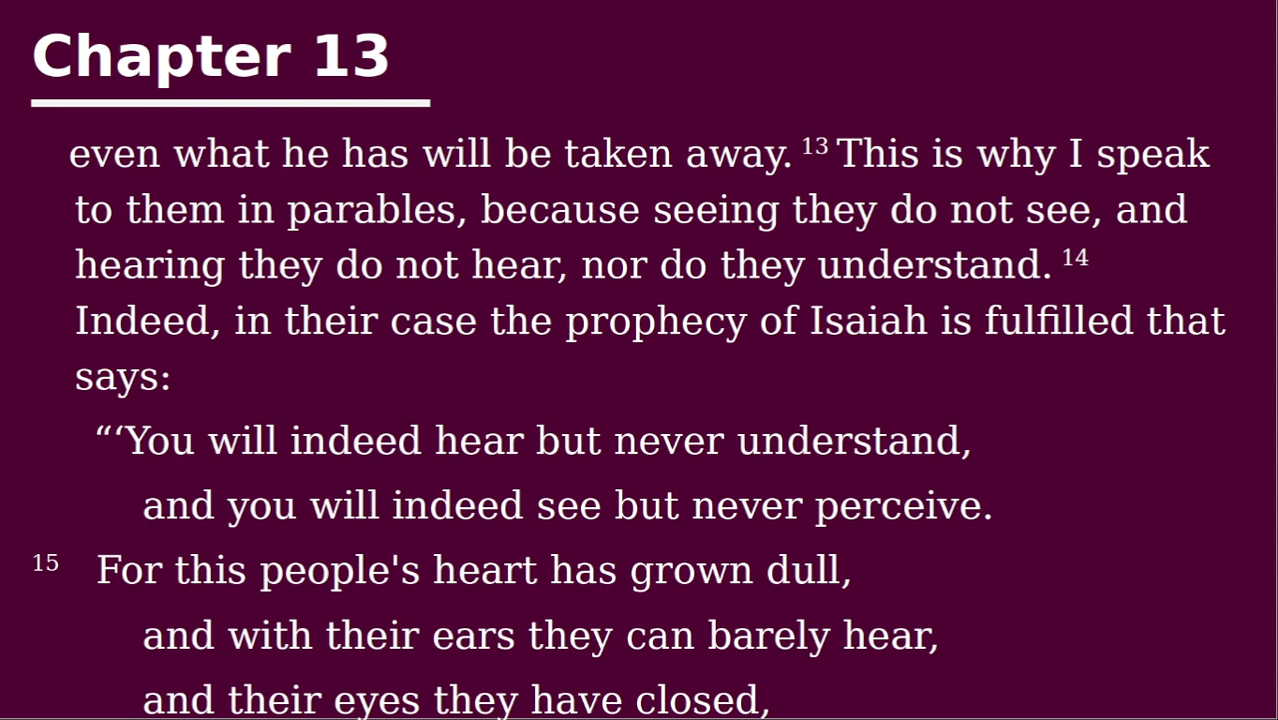 Chapter 13
even what he has will be taken away. 13 This is why I speak
to them in parables, because seeing they do not see, and
hearing they do not hear, nor do they understand. 14
Indeed, in their case the prophecy of Isaiah is fulfilled that
says:
“‘You will indeed hear but never understand,
and you will indeed see but never perceive.
15 For this people's heart has grown dull,
and with their ears they can barely hear,
and their eyes they have closed,